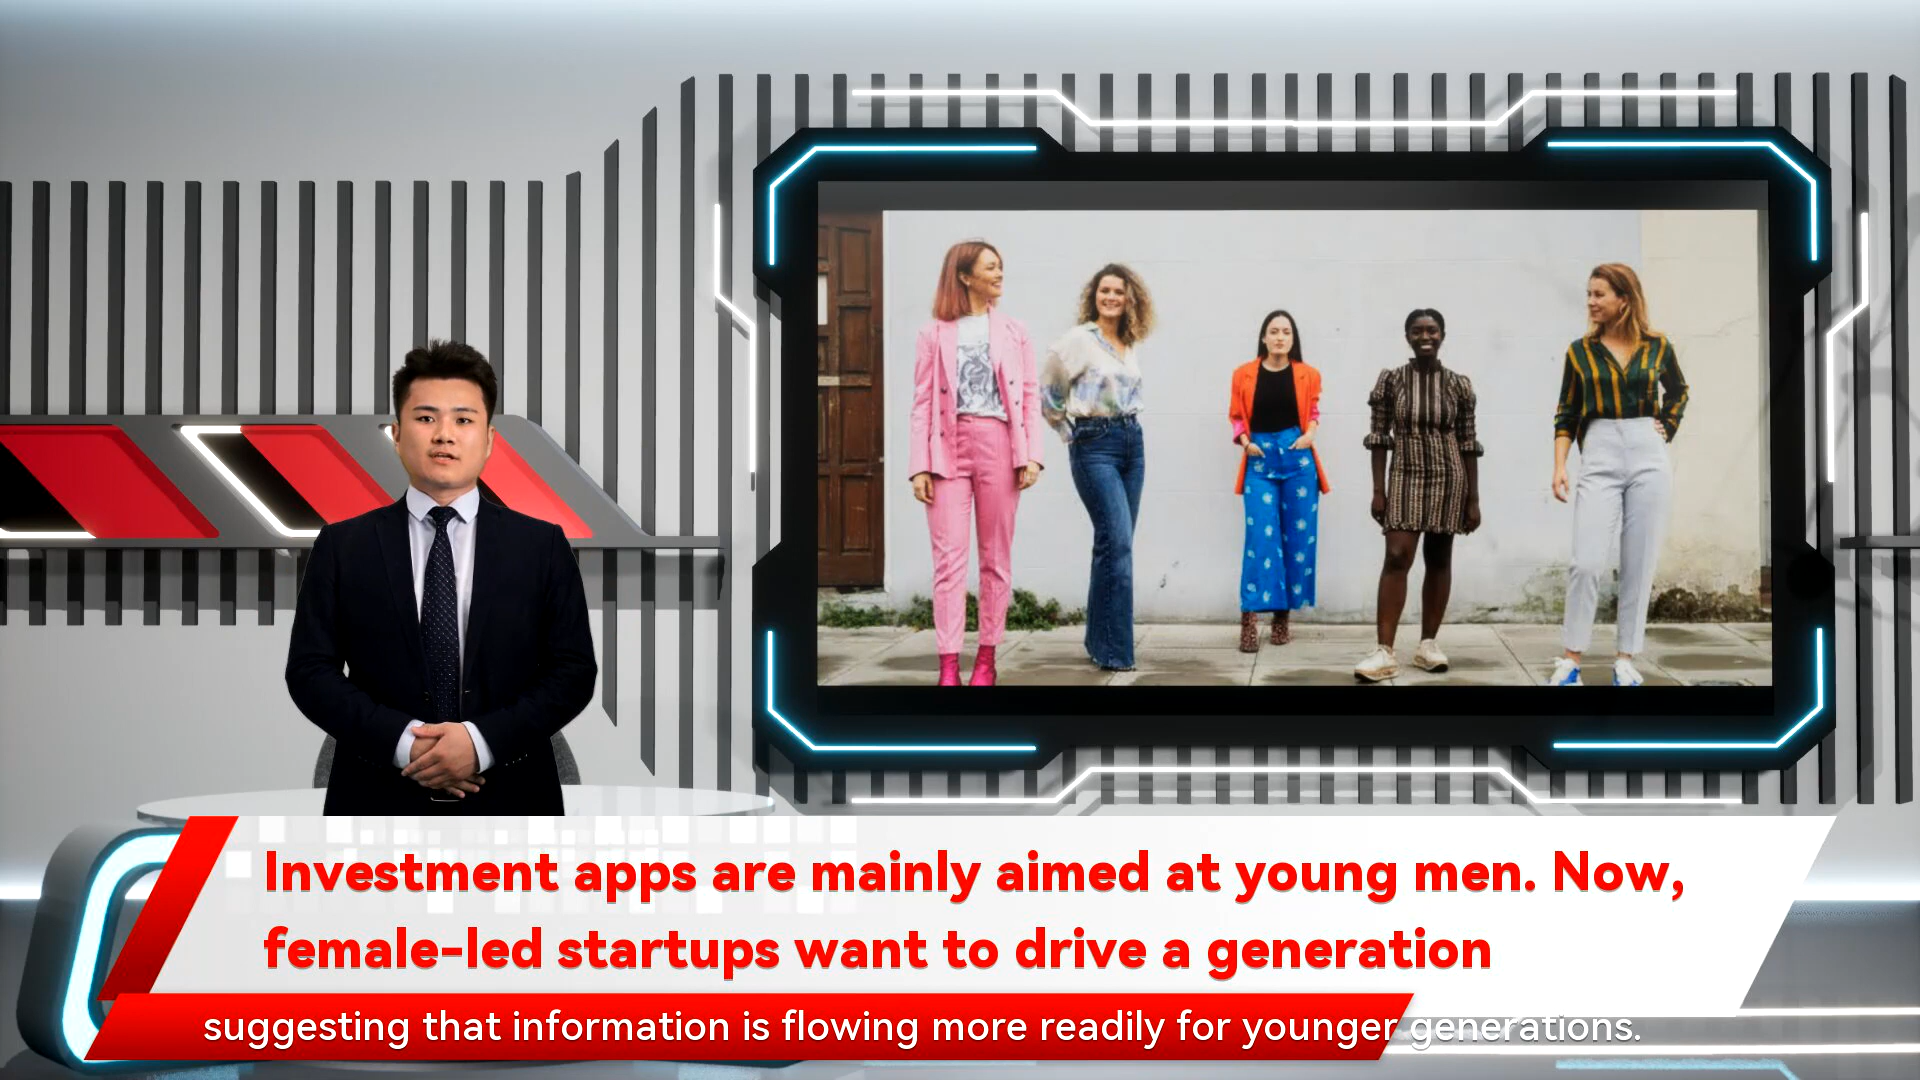 Investment apps are mainly aimed at young men. Now,
female-led startups want to drive a generation
suggesting that information is flowing more readily for younger generations.